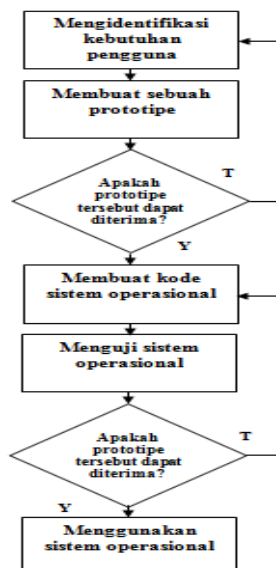 Mengidentifikasi
kebutuhan
pengguna
Membuat sebuah
prototipe
Apakah
prototipe
tersebut dapat
diterima?
T
Y
Membuat kode
sistem operasional
Menguji sistem
operasional
Apakah
prototipe
tersebut dapat
diterima?
T
Y
Menggunakan
sistem operasional